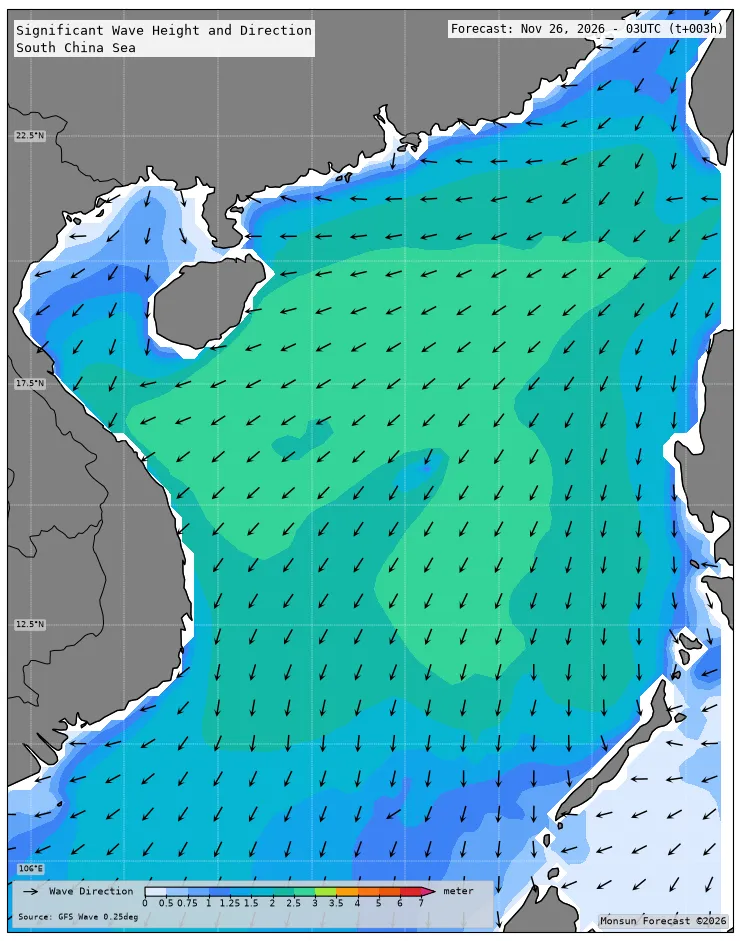 Significant Wave Height and Direction
South China Sea
Forecast: Nov 26, 2026 - 03UTC (t+003h)
22.5°N
17.5°N
12.5°N
106°E
Wave Direction
meter
0 0.5 0.75 1 1.25 1.5 2 2.5 3 3.5 4 5 6 7
Source: GFS Wave 0.25deg
Monsun Forecast ©2026